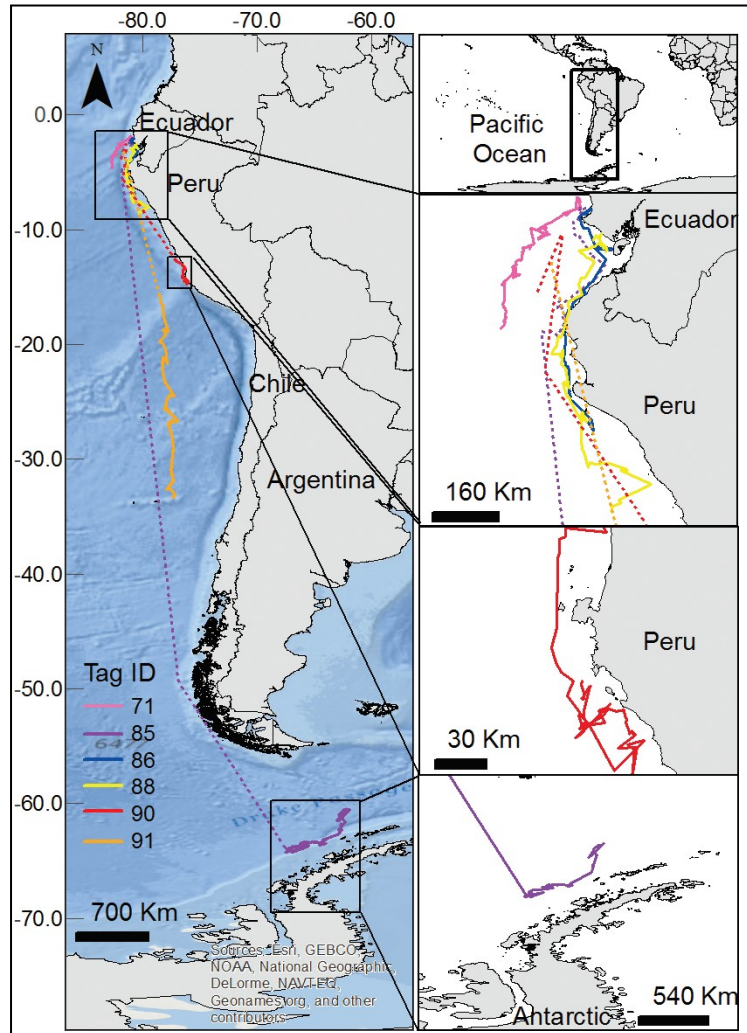 -80.0 -70.0 -60.0
N
0.0
-10.0
-20.0
-30.0
-40.0
-50.0
-60.0
-70.0
Ecuador
Peru
Chile
Argentina
Tag ID
71
85
86
88
90
91
Drake Passage
700 Km
Sources: Esri, GEBCO,
NOAA, National Geographic,
DeLorme, NAVTEQ,
Geonames.org, and other
contributors
Pacific
Ocean
Ecuador
Peru
160 Km
Peru
30 Km
Antarctic
540 Km